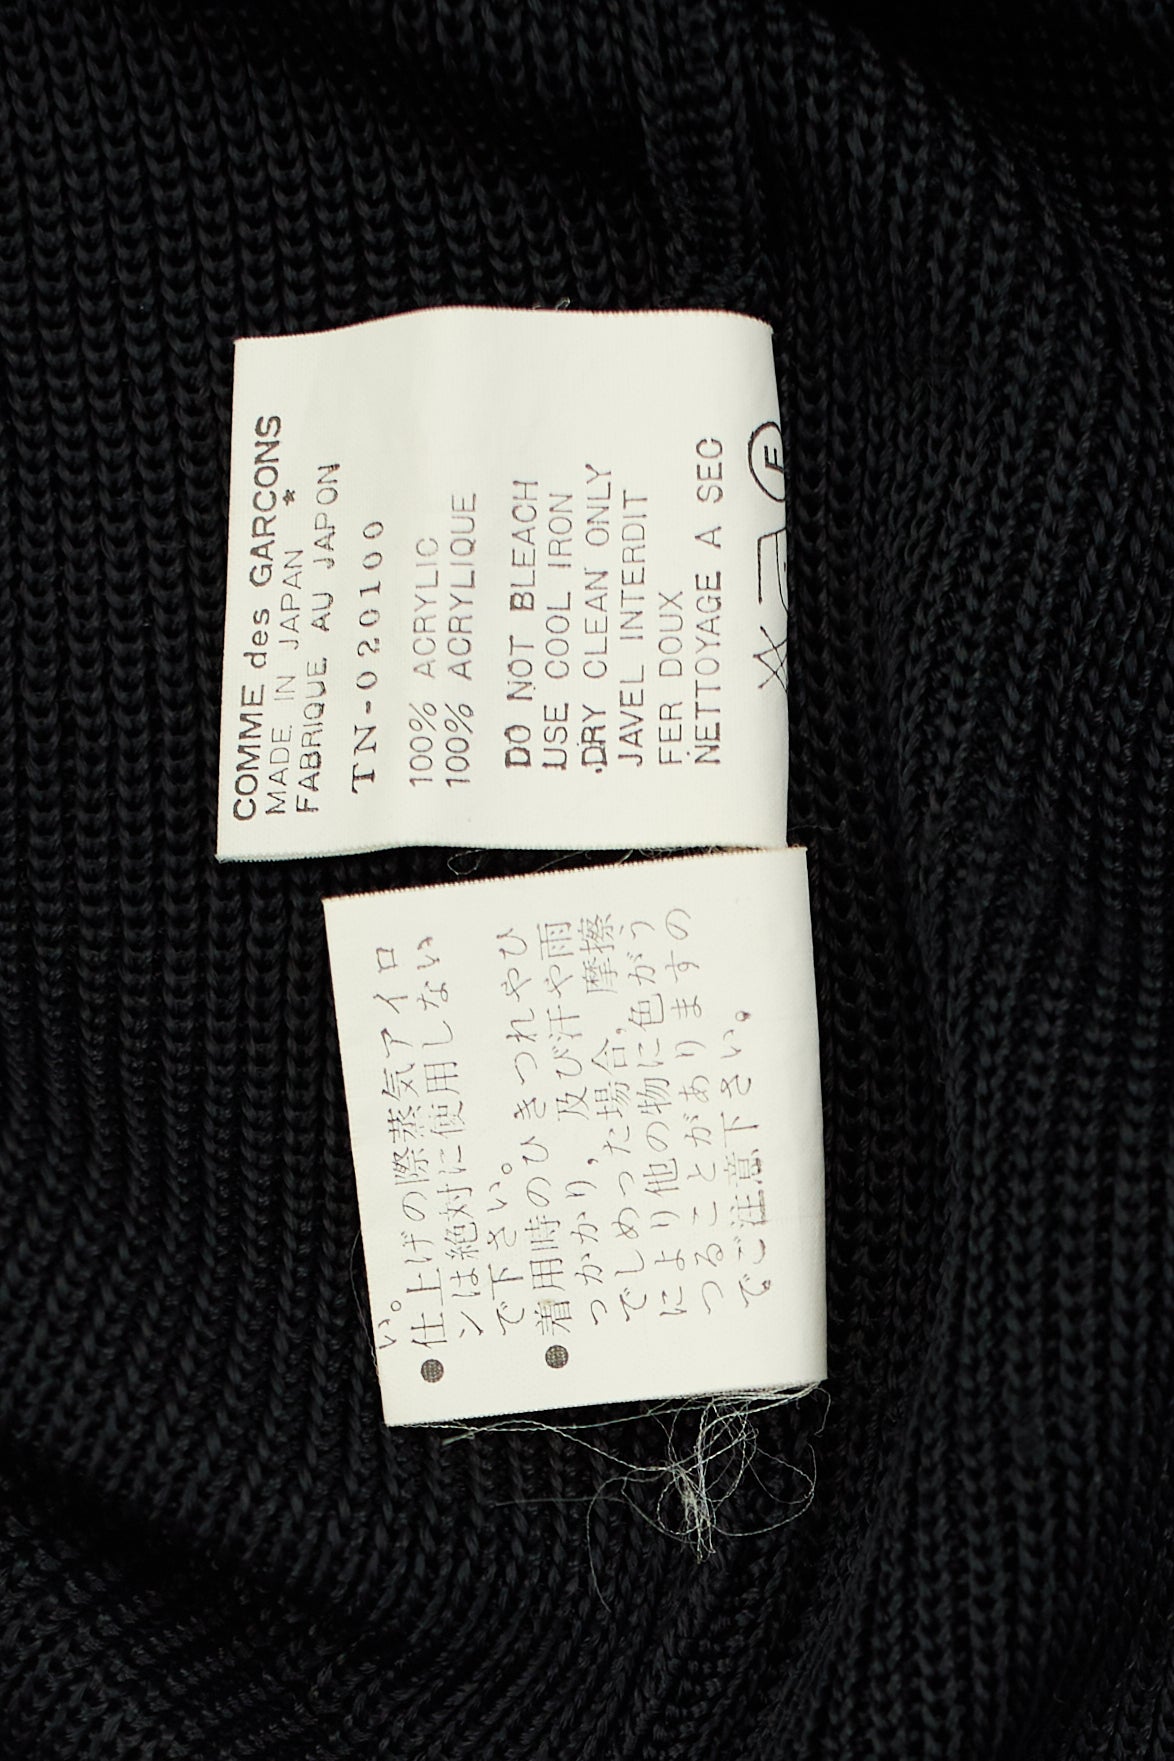 COMME des GARÇONS
MADE IN JAPAN
FABRIQUE AU JAPON
TN-020100
100% ACRYLIC
100% ACRYLIQUE
DO NOT BLEACH
USE COOL IRON
DRY CLEAN ONLY
JAVEL INTERDIT
FER DOUX
NETTOYAGE A SEC
F
い。
●仕上げの際蒸気アイロ
ンは絶対に使用しない
で下さい。
●着用時のひきつれやひ
っかかり，及び汗や雨
でしめった場合，摩擦
により他の物に色がう
つることがありますの
でご注意下さい。